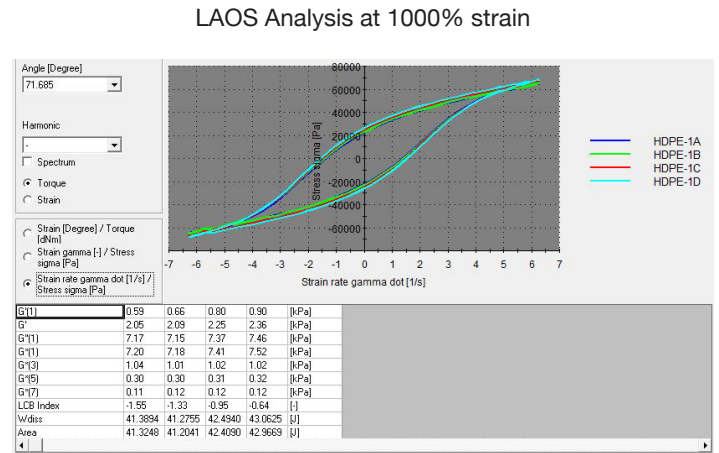 LAOS Analysis at 1000% strain
Angle [Degree]
71.685
Harmonic
-
Spectrum
Torque
Strain
Strain [Degree] / Torque
[dNm]
Strain gamma [-] / Stress
sigma [Pa]
Strain rate gamma dot [1/s] /
Stress sigma [Pa]
80000
60000
40000
20000
0
-20000
-40000
-60000
Stress sigma [Pa]
-7 -6 -5 -4 -3 -2 -1 0 1 2 3 4 5 6 7
Strain rate gamma dot [1/s]
HDPE-1A
HDPE-1B
HDPE-1C
HDPE-1D
G'(1) 0.59 0.66 0.80 0.90 [kPa]
G' 2.05 2.09 2.25 2.36 [kPa]
G"(1) 7.17 7.15 7.37 7.46 [kPa]
G*(1) 7.20 7.18 7.41 7.52 [kPa]
G*(3) 1.04 1.01 1.02 1.02 [kPa]
G*(5) 0.30 0.30 0.31 0.32 [kPa]
G*(7) 0.11 0.12 0.12 0.12 [kPa]
LCB Index -1.55 -1.33 -0.95 -0.64 [-]
Wdiss 41.3894 41.2755 42.4940 43.0625 [J]
Area 41.3248 41.2041 42.4090 42.9669 [J]